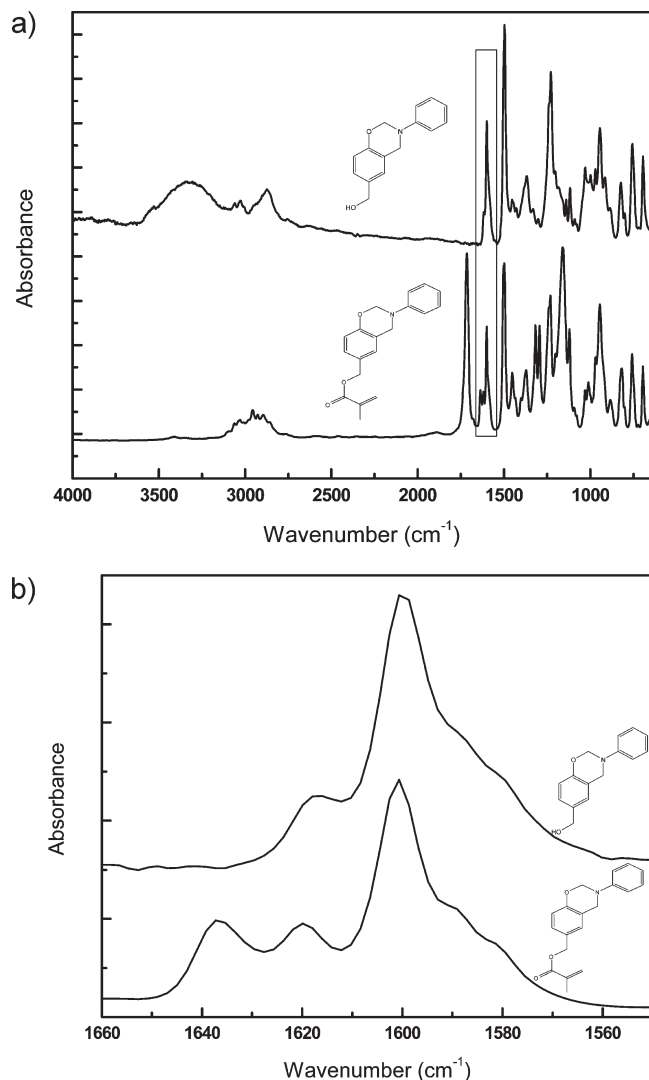 a)
Absorbance
O
N
HO
O
N
O
O
4000 3500 3000 2500 2000 1500 1000
Wavenumber (cm-1)
b)
Absorbance
O
N
HO
O
N
O
O
1660 1640 1620 1600 1580 1560
Wavenumber (cm-1)